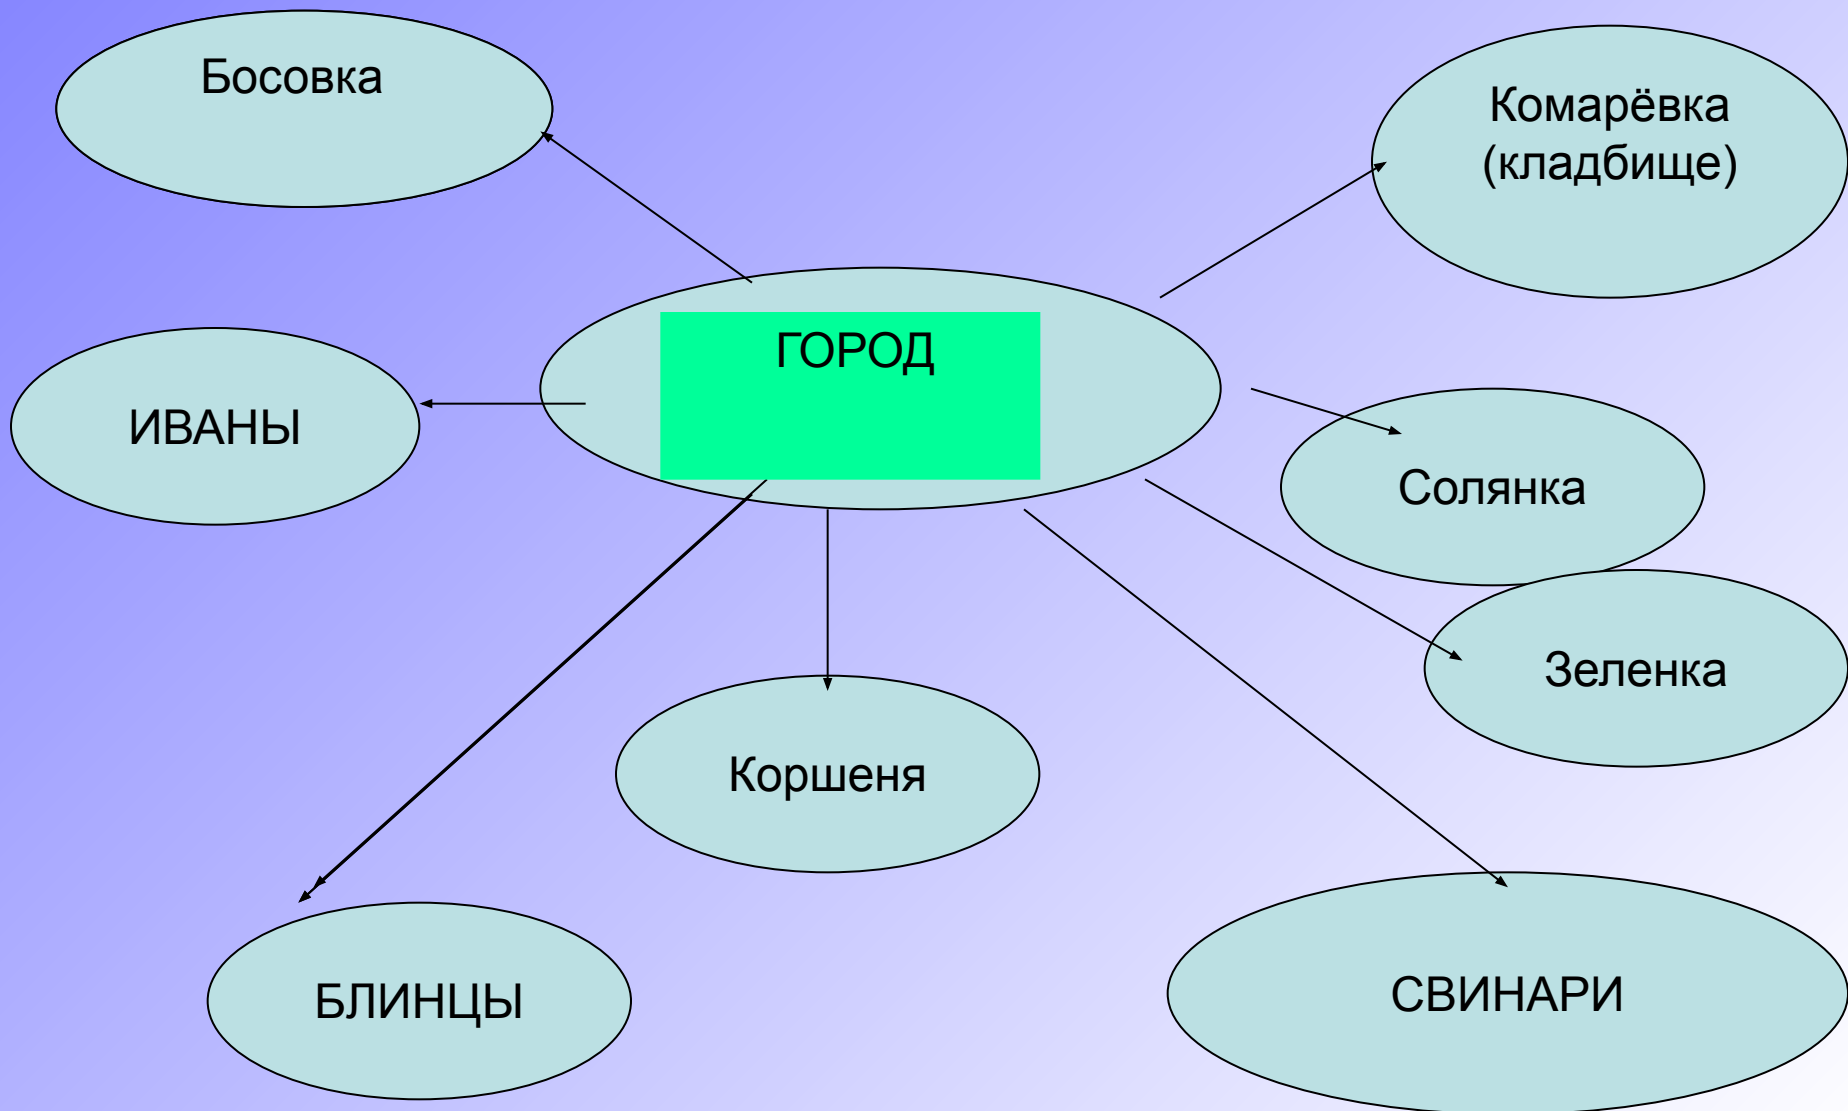 Босовка
Комарёвка
(кладбище)
ГОРОД
ИВАНЫ
Солянка
Зеленка
Коршеня
БЛИНЦЫ
СВИНАРИ